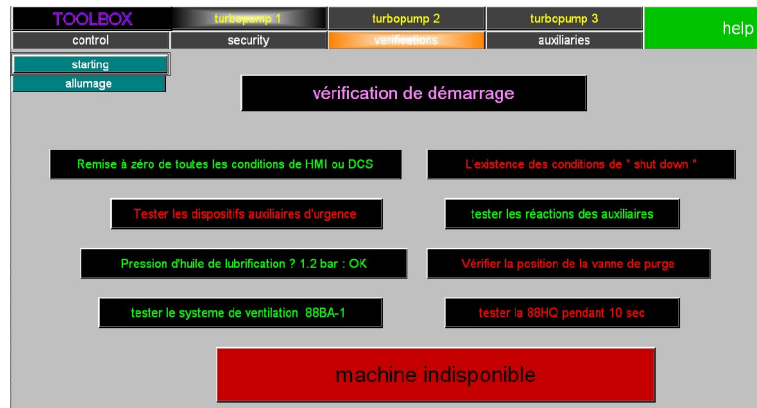 TOOLBOX
turbopump 1
turbopump 2
turbopump 3
help
control
security
verifications
auxiliaries
starting
allumage
vérification de démarrage
Remise à zéro de toutes les conditions de HMI ou DCS
L'existence des conditions de " shut down "
Tester les dispositifs auxiliaires d'urgence
tester les réactions des auxiliaires
Pression d'huile de lubrification ? 1.2 bar : OK
Vérifier la position de la vanne de purge
tester le systeme de ventilation 88BA-1
tester la 88HQ pendant 10 sec
machine indisponible